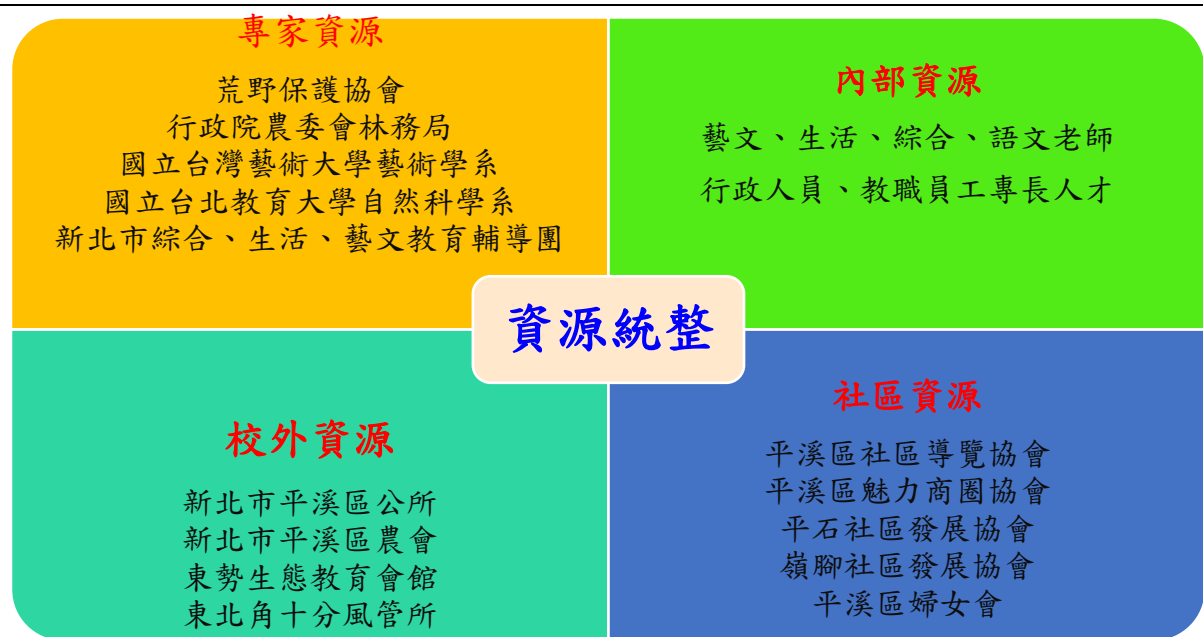 專家資源
荒野保護協會
行政院農委會林務局
國立台灣藝術大學藝術學系
國立台北教育大學自然科學系
新北市綜合、生活、藝文教育輔導團
內部資源
藝文、生活、綜合、語文老師
行政人員、教職員工專長人才
資源統整
校外資源
新北市平溪區公所
新北市平溪區農會
東勢生態教育會館
東北角十分風管所
社區資源
平溪區社區導覽協會
平溪區魅力商圈協會
平石社區發展協會
嶺腳社區發展協會
平溪區婦女會